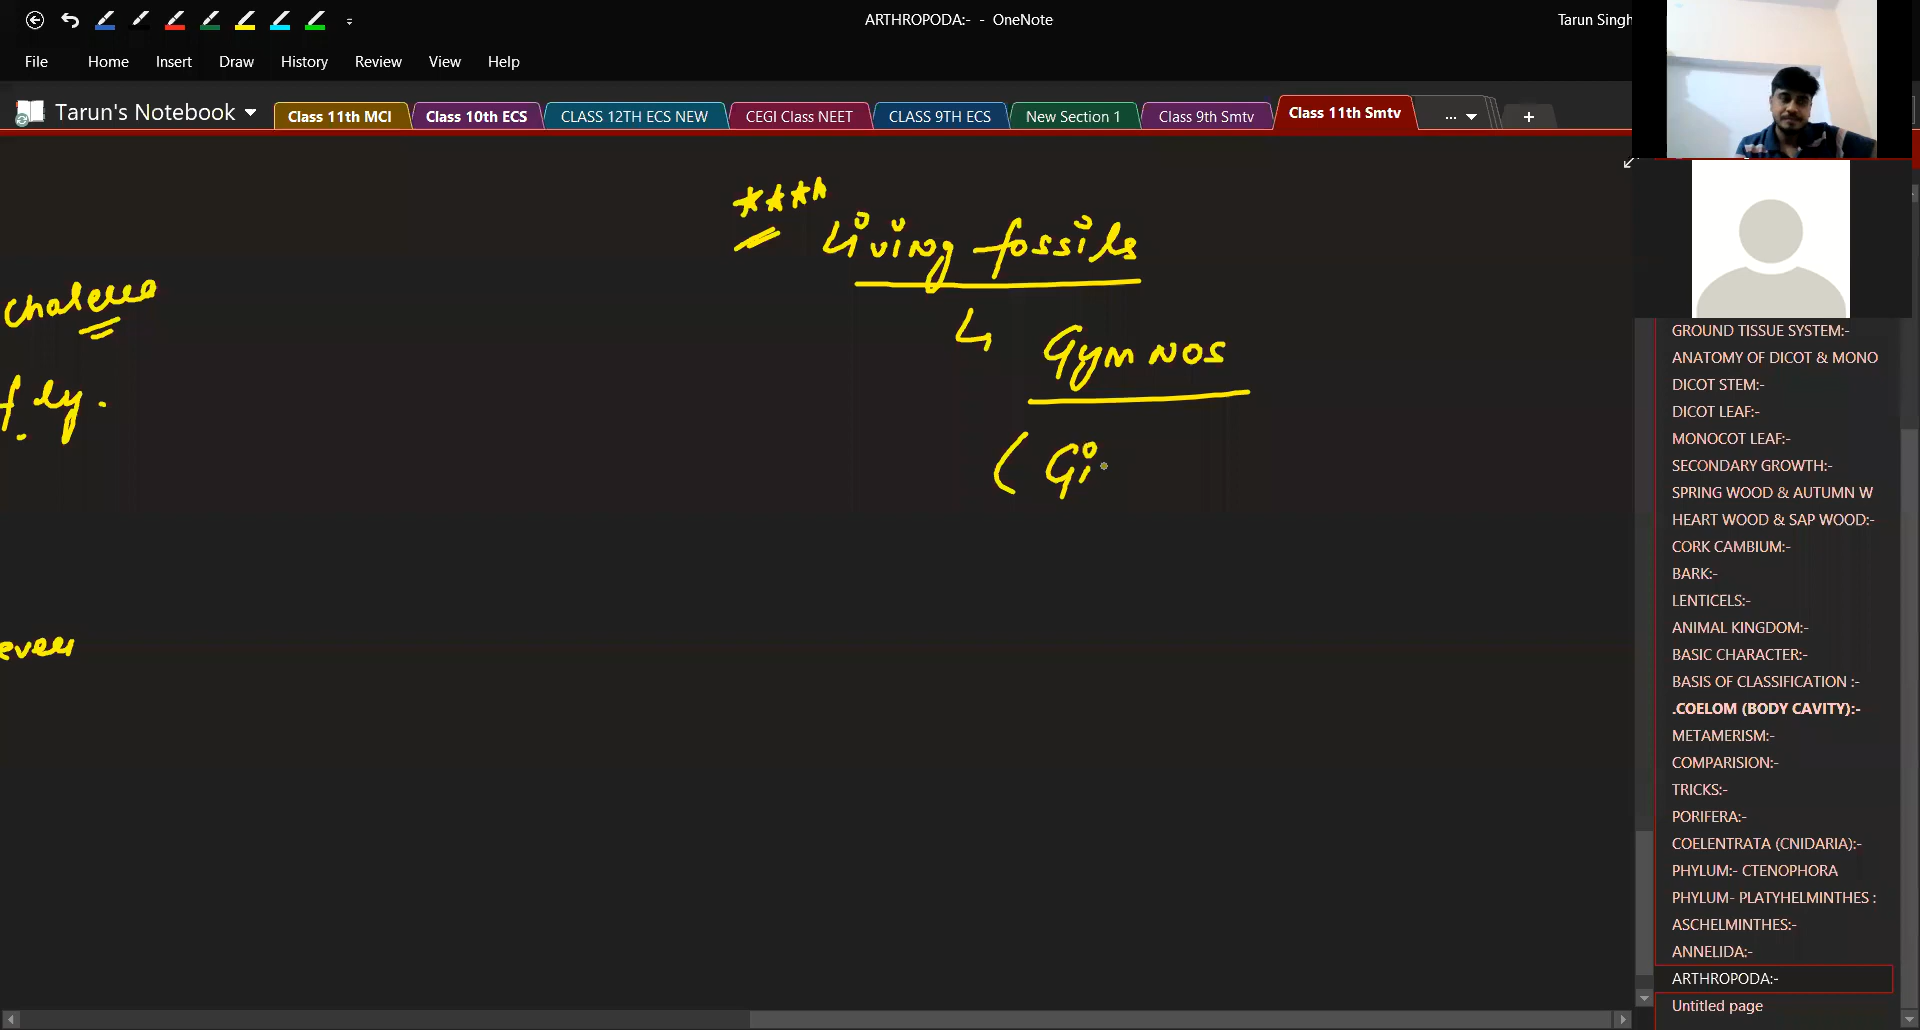 ARTHROPODA:- - OneNote
Tarun Singh
File Home Insert Draw History Review View Help
Tarun's Notebook
Class 11th MCI
Class 10th ECS
CLASS 12TH ECS NEW
CEGI Class NEET
CLASS 9TH ECS
New Section 1
Class 9th Smtv
Class 11th Smtv
...
+
****
Living fossils
Gymnos
( Gi
fly.
GROUND TISSUE SYSTEM:-
ANATOMY OF DICOT & MONO
DICOT STEM:-
DICOT LEAF:-
MONOCOT LEAF:-
SECONDARY GROWTH:-
SPRING WOOD & AUTUMN W
HEART WOOD & SAP WOOD:-
CORK CAMBIUM:-
BARK:-
LENTICELS:-
ANIMAL KINGDOM:-
BASIC CHARACTER:-
BASIS OF CLASSIFICATION :-
.COELOM (BODY CAVITY):-
METAMERISM:-
COMPARISION:-
TRICKS:-
PORIFERA:-
COELENTRATA (CNIDARIA):-
PHYLUM:- CTENOPHORA
PHYLUM- PLATYHELMINTHES :
ASCHELMINTHES:-
ANNELIDA:-
ARTHROPODA:-
Untitled page